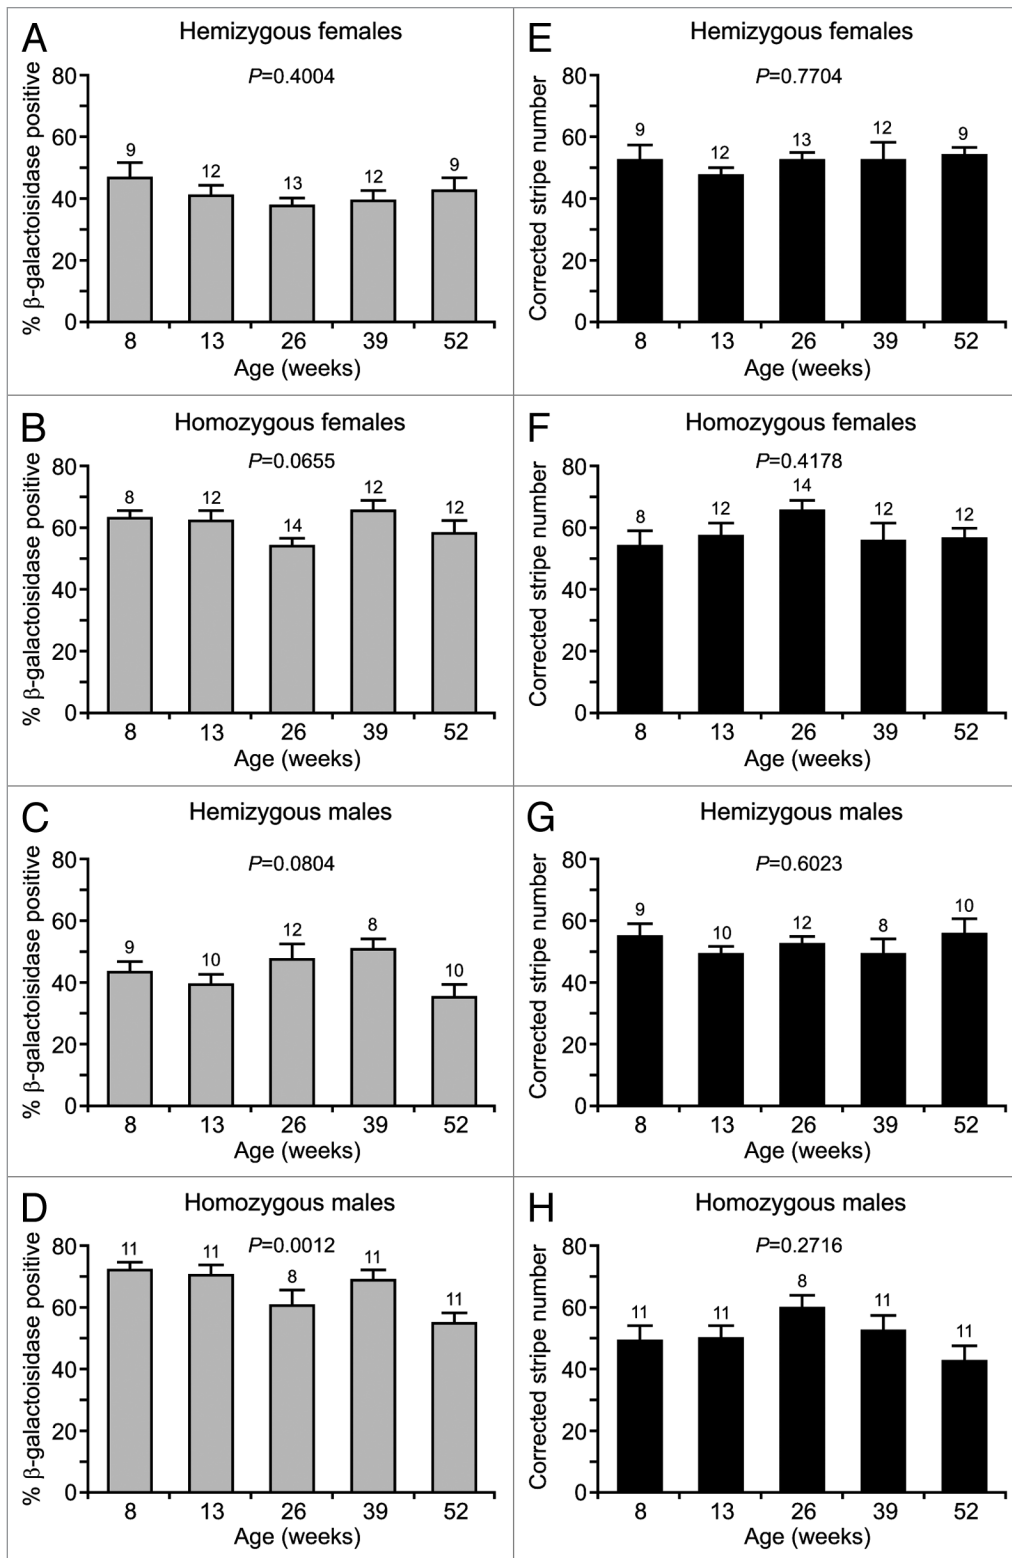 A
Hemizygous females
P=0.4004
% β-galactoisidase positive
80
60
40
20
0
9
12
13
12
9
8 13 26 39 52
Age (weeks)
E
Hemizygous females
P=0.7704
Corrected stripe number
80
60
40
20
0
9
12
13
12
9
8 13 26 39 52
Age (weeks)
B
Homozygous females
P=0.0655
% β-galactoisidase positive
80
60
40
20
0
8
12
14
12
12
8 13 26 39 52
Age (weeks)
F
Homozygous females
P=0.4178
Corrected stripe number
80
60
40
20
0
8
12
14
12
12
8 13 26 39 52
Age (weeks)
C
Hemizygous males
P=0.0804
% β-galactoisidase positive
80
60
40
20
0
9
10
12
8
10
8 13 26 39 52
Age (weeks)
G
Hemizygous males
P=0.6023
Corrected stripe number
80
60
40
20
0
9
10
12
8
10
8 13 26 39 52
Age (weeks)
D
Homozygous males
P=0.0012
% β-galactoisidase positive
80
60
40
20
0
11
11
8
11
11
8 13 26 39 52
Age (weeks)
H
Homozygous males
P=0.2716
Corrected stripe number
80
60
40
20
0
11
11
8
11
11
8 13 26 39 52
Age (weeks)